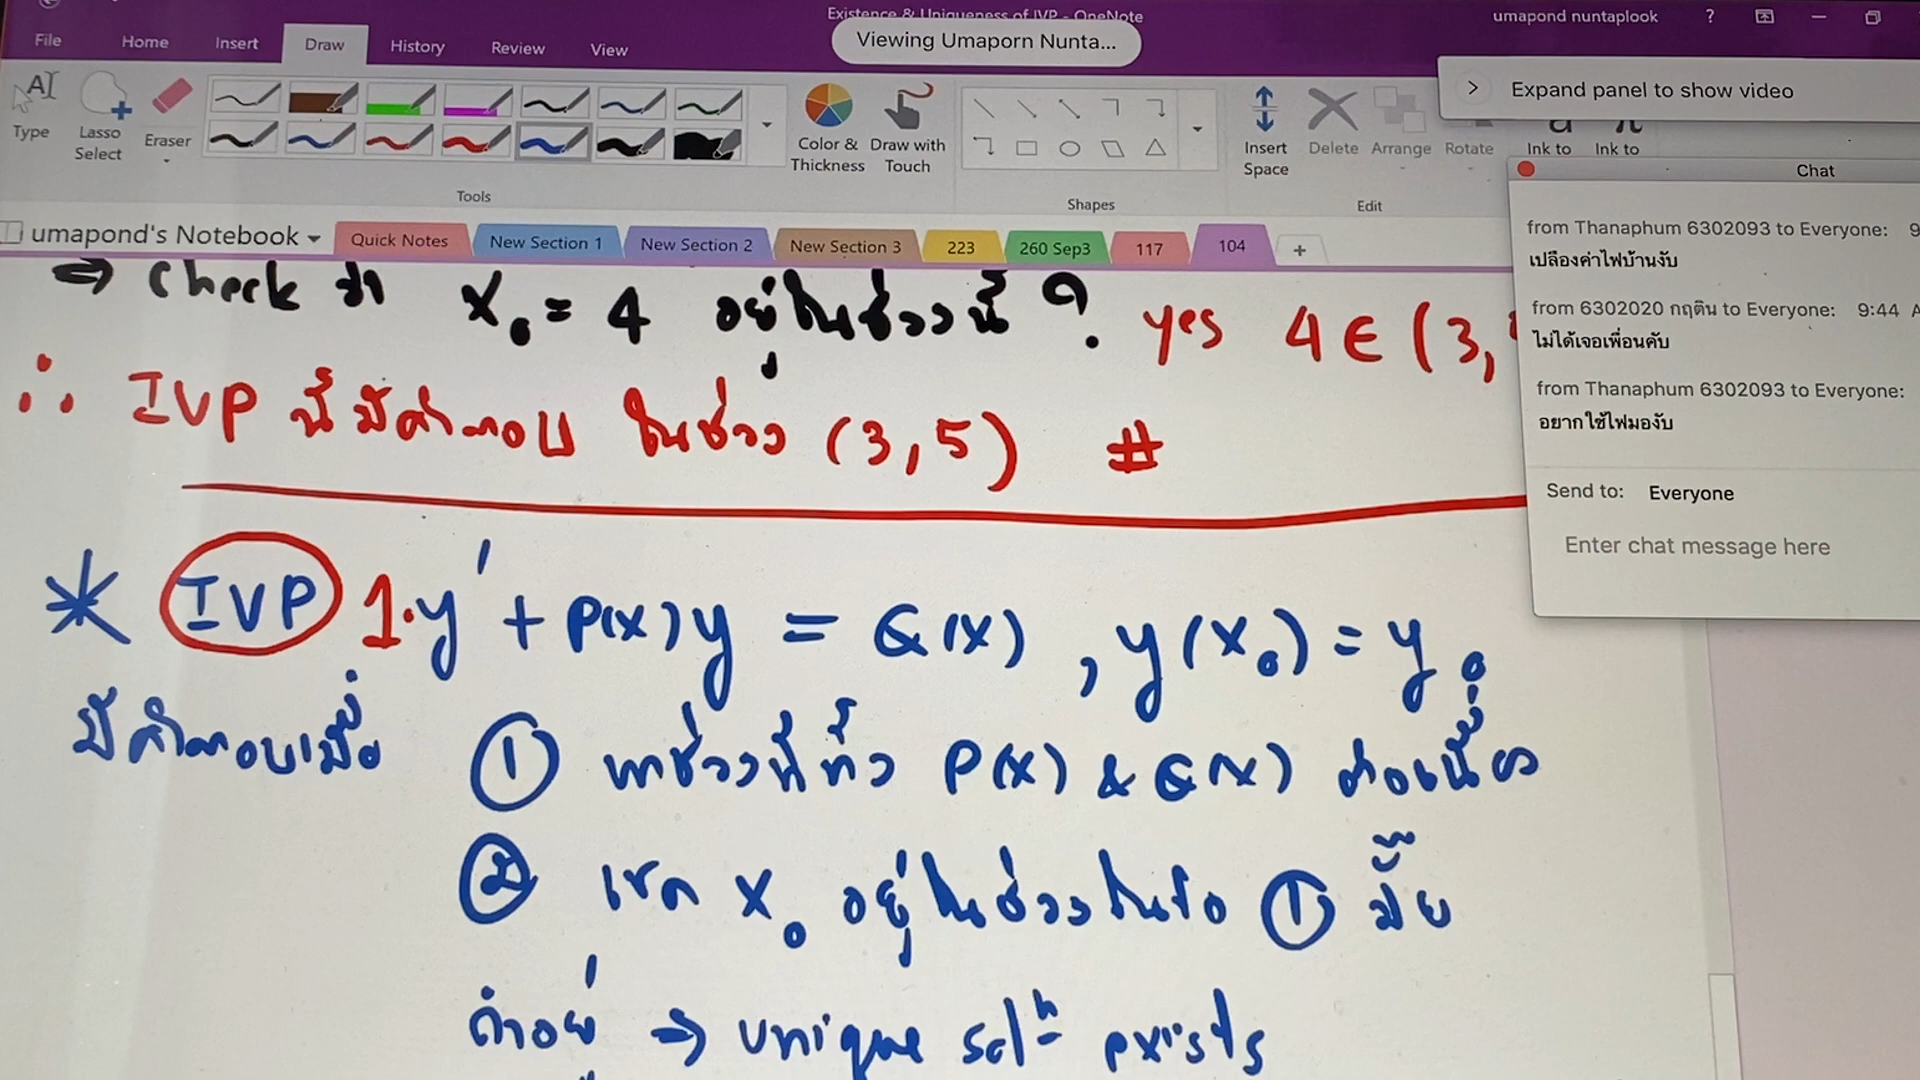 Existence & Uniqueness of IVP - OneNote
umapond nuntaplook
?
Viewing Umaporn Nunta...
File
Home
Insert
Draw
History
Review
View
Expand panel to show video
Type
Lasso Select
Eraser
Color & Thickness
Draw with Touch
Insert Space
Delete
Arrange
Rotate
Ink to
Ink to
Tools
Shapes
Edit
umapond's Notebook
Quick Notes
New Section 1
New Section 2
New Section 3
223
260 Sep3
117
104
+
Chat
from Thanaphum 6302093 to Everyone: 9
เปลืองค่าไฟบ้านงับ
from 6302020 กฤติน to Everyone: 9:44 A
ไม่ได้เจอเพื่อนคับ
from Thanaphum 6302093 to Everyone:
อยากใช้ไฟมองับ
Send to: Everyone
Enter chat message here
⇒ check ว่า x₀ = 4 อยู่ในช่วงนี้ ? yes 4 ∈ (3,
∴ IVP นี้มีคำตอบ ในช่วง (3,5) #
* IVP 1·y' + P(x)y = Q(x) , y(x₀) = y₀
มีคำตอบเมื่อ ① หาช่วงที่ทั้ง P(x) & Q(x) ต่อเนื่อง
② เชค x₀ อยู่ในช่วงในข้อ ① มั๊ย
ถ้าอยู่ ⇒ unique solⁿ exists